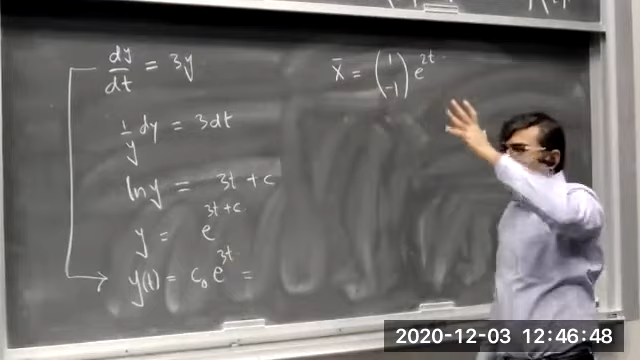 dy/dt = 3y
1/y dy = 3dt
ln y = 3t + c
y = e^{3t+c}
y(t) = c₀ e^{3t} =
x̄ = (1 -1) e^{2t}
2020-12-03 12:46:48